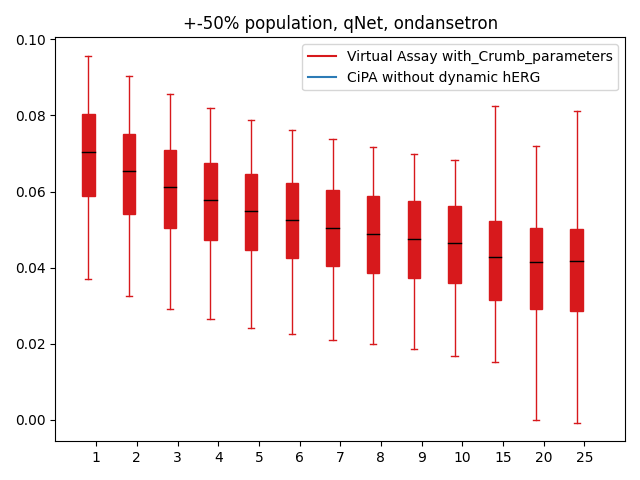 +-50% population, qNet, ondansetron
Virtual Assay with_Crumb_parameters
CiPA without dynamic hERG
0.10
0.08
0.06
0.04
0.02
0.00
1 2 3 4 5 6 7 8 9 10 15 20 25